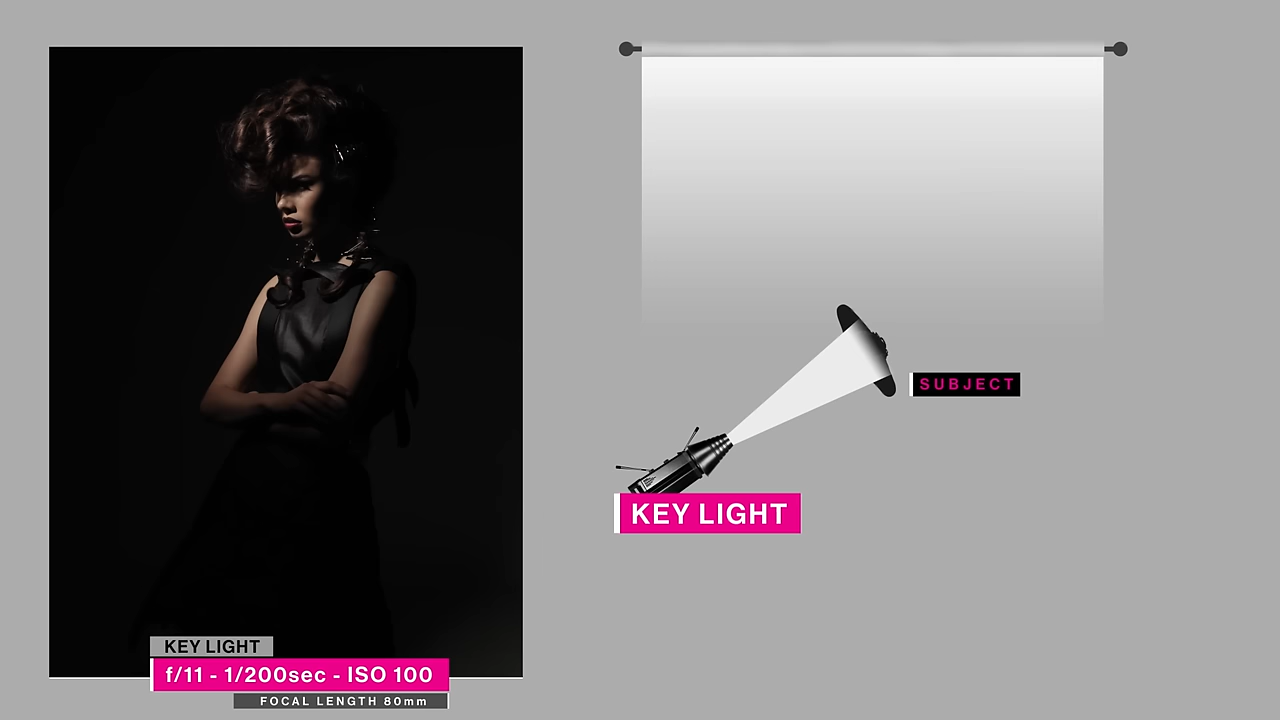 KEY LIGHT
f/11 - 1/200sec - ISO 100
FOCAL LENGTH 80mm
SUBJECT
KEY LIGHT